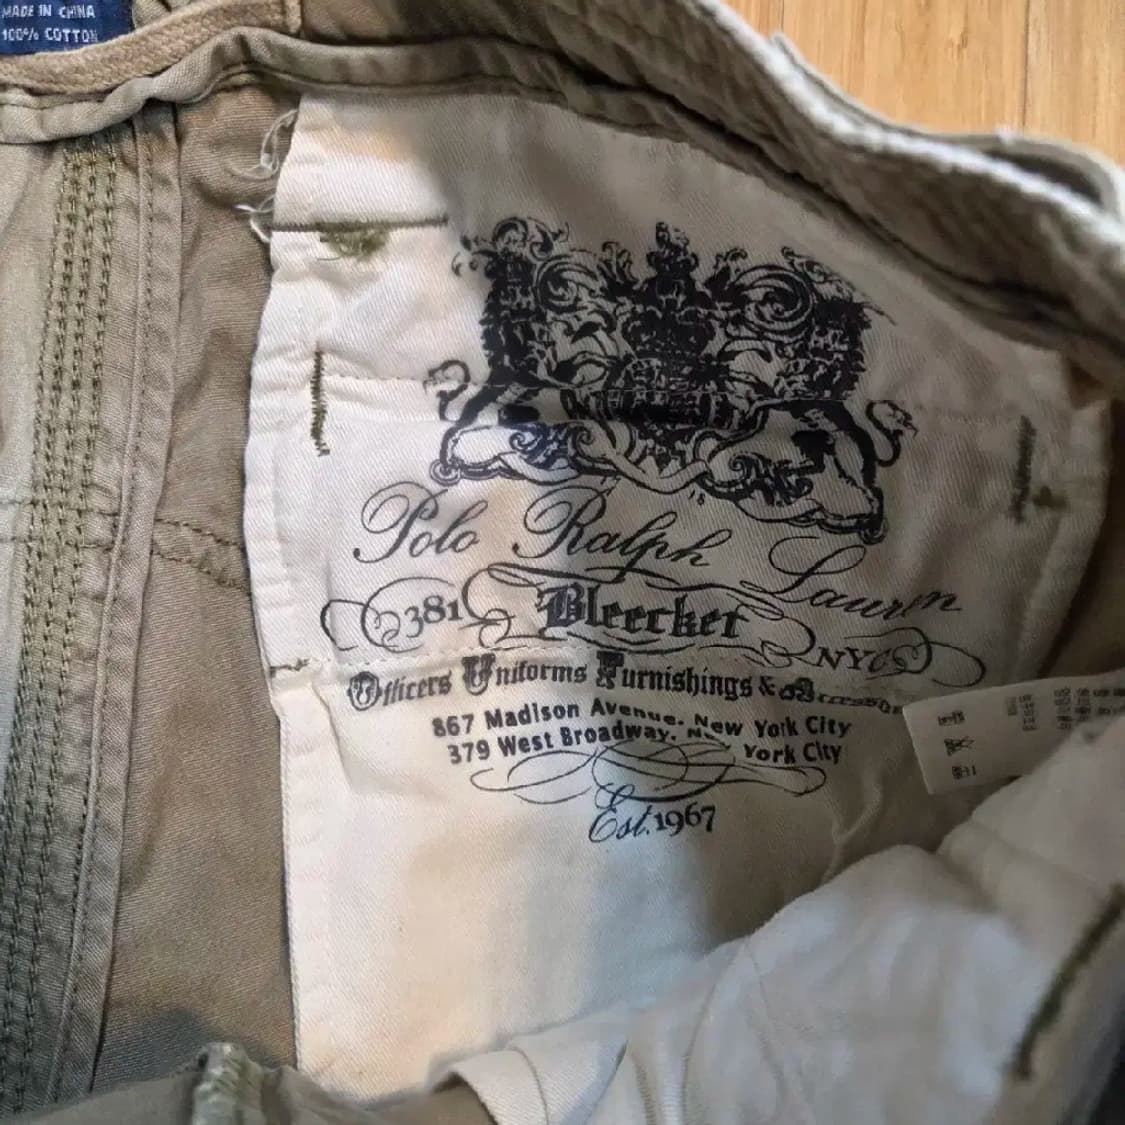 MADE IN CHINA
100% COTTON
Polo Ralph Lauren
381 Bleecker NYC
Officers Uniforms Furnishings &
867 Madison Avenue. New York City
379 West Broadway. New York City
Est. 1967